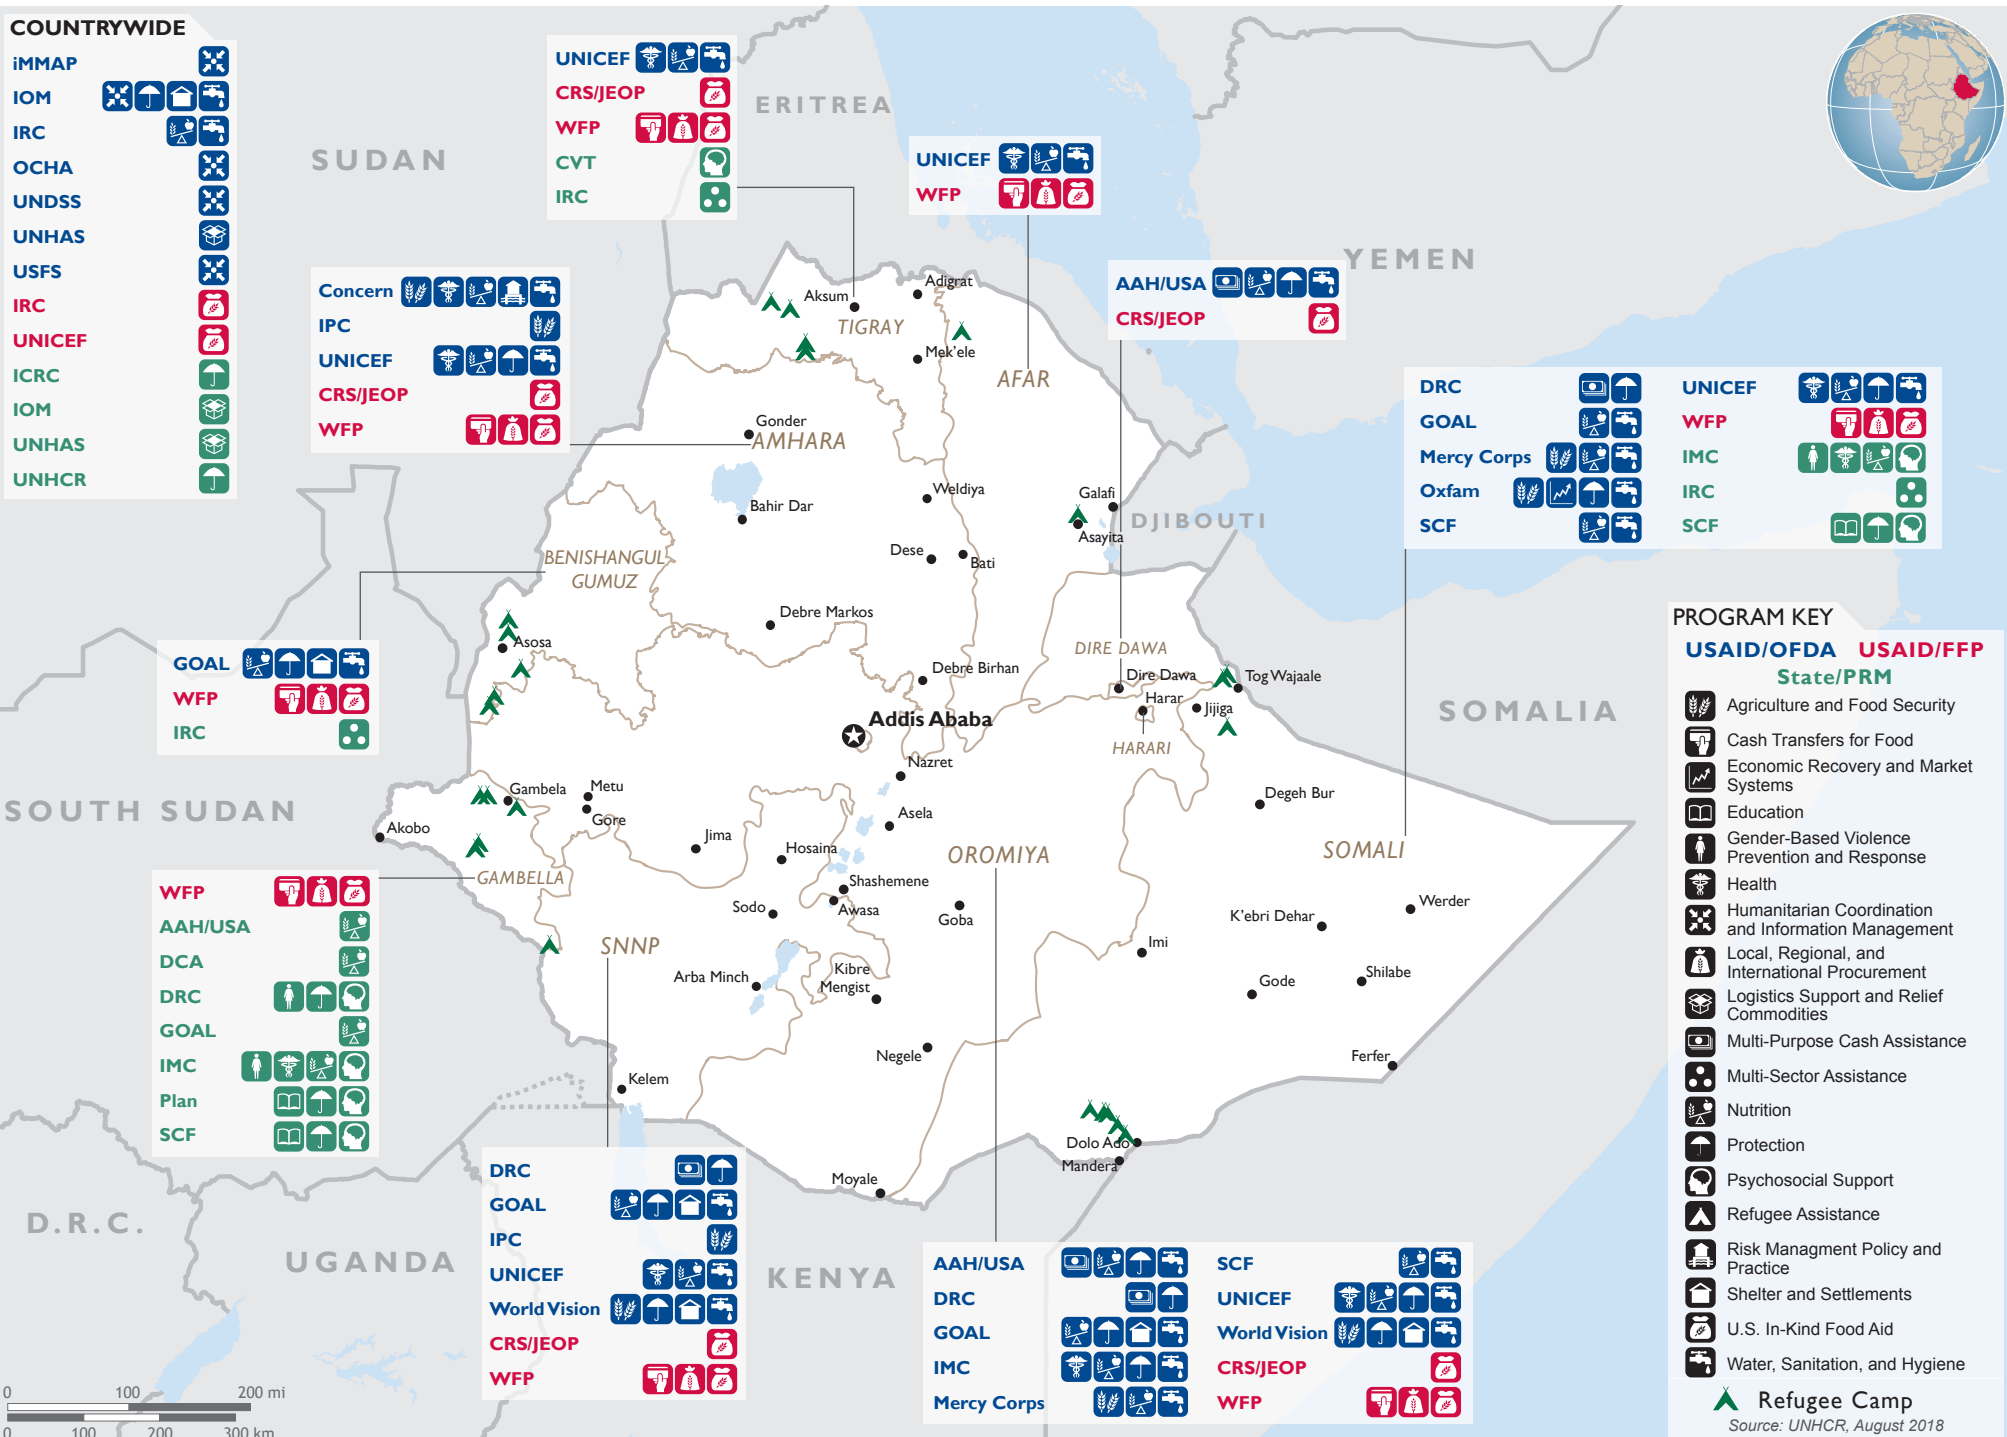 COUNTRYWIDE
iMMAP
IOM
IRC
OCHA
UNDSS
UNHAS
USFS
IRC
UNICEF
ICRC
IOM
UNHAS
UNHCR
UNICEF
CRS/JEOP
WFP
CVT
IRC
UNICEF
WFP
Concern
IPC
UNICEF
CRS/JEOP
WFP
AAH/USA
CRS/JEOP
DRC
GOAL
Mercy Corps
Oxfam
SCF
UNICEF
WFP
IMC
IRC
SCF
GOAL
WFP
IRC
WFP
AAH/USA
DCA
DRC
GOAL
IMC
Plan
SCF
DRC
GOAL
IPC
UNICEF
World Vision
CRS/JEOP
WFP
AAH/USA
DRC
GOAL
IMC
Mercy Corps
SCF
UNICEF
World Vision
CRS/JEOP
WFP
SUDAN
ERITREA
YEMEN
DJIBOUTI
SOMALIA
SOUTH SUDAN
D.R.C.
UGANDA
KENYA
Aksum
Adigrat
TIGRAY
Mek'ele
AFAR
Gonder
AMHARA
Bahir Dar
Weldiya
Galafi
Asayita
Dese
Bati
BENISHANGUL
GUMUZ
Debre Markos
Asosa
DIRE DAWA
Debre Birhan
Dire Dawa
Tog Wajaale
Harar
Jijiga
Addis Ababa
HARARI
Nazret
Gambela
Metu
Gore
Degeh Bur
Akobo
Asela
Jima
Hosaina
OROMIYA
SOMALI
GAMBELLA
Shashemene
Sodo
Awasa
Goba
Werder
K'ebri Dehar
SNNP
Imi
Arba Minch
Kibre
Mengist
Gode
Shilabe
Negele
Ferfer
Kelem
Dolo Ado
Mandera
Moyale
PROGRAM KEY
USAID/OFDA USAID/FFP
State/PRM
Agriculture and Food Security
Cash Transfers for Food
Economic Recovery and Market
Systems
Education
Gender-Based Violence
Prevention and Response
Health
Humanitarian Coordination
and Information Management
Local, Regional, and
International Procurement
Logistics Support and Relief
Commodities
Multi-Purpose Cash Assistance
Multi-Sector Assistance
Nutrition
Protection
Psychosocial Support
Refugee Assistance
Risk Managment Policy and
Practice
Shelter and Settlements
U.S. In-Kind Food Aid
Water, Sanitation, and Hygiene
Refugee Camp
Source: UNHCR, August 2018
0 100 200 mi
0 100 200 300 km